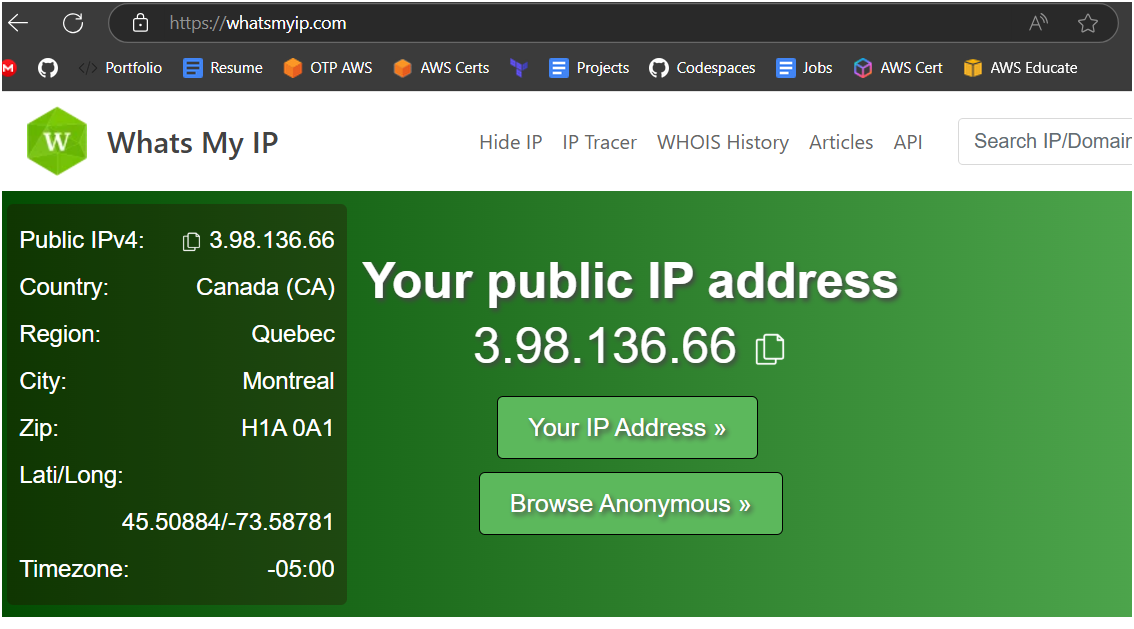 https://whatsmyip.com
M </> Portfolio Resume OTP AWS AWS Certs Projects Codespaces Jobs AWS Cert AWS Educate
W Whats My IP Hide IP IP Tracer WHOIS History Articles API Search IP/Domain
Public IPv4: 3.98.136.66
Country: Canada (CA)
Region: Quebec
City: Montreal
Zip: H1A 0A1
Lati/Long:
45.50884/-73.58781
Timezone: -05:00
Your public IP address
3.98.136.66
Your IP Address »
Browse Anonymous »